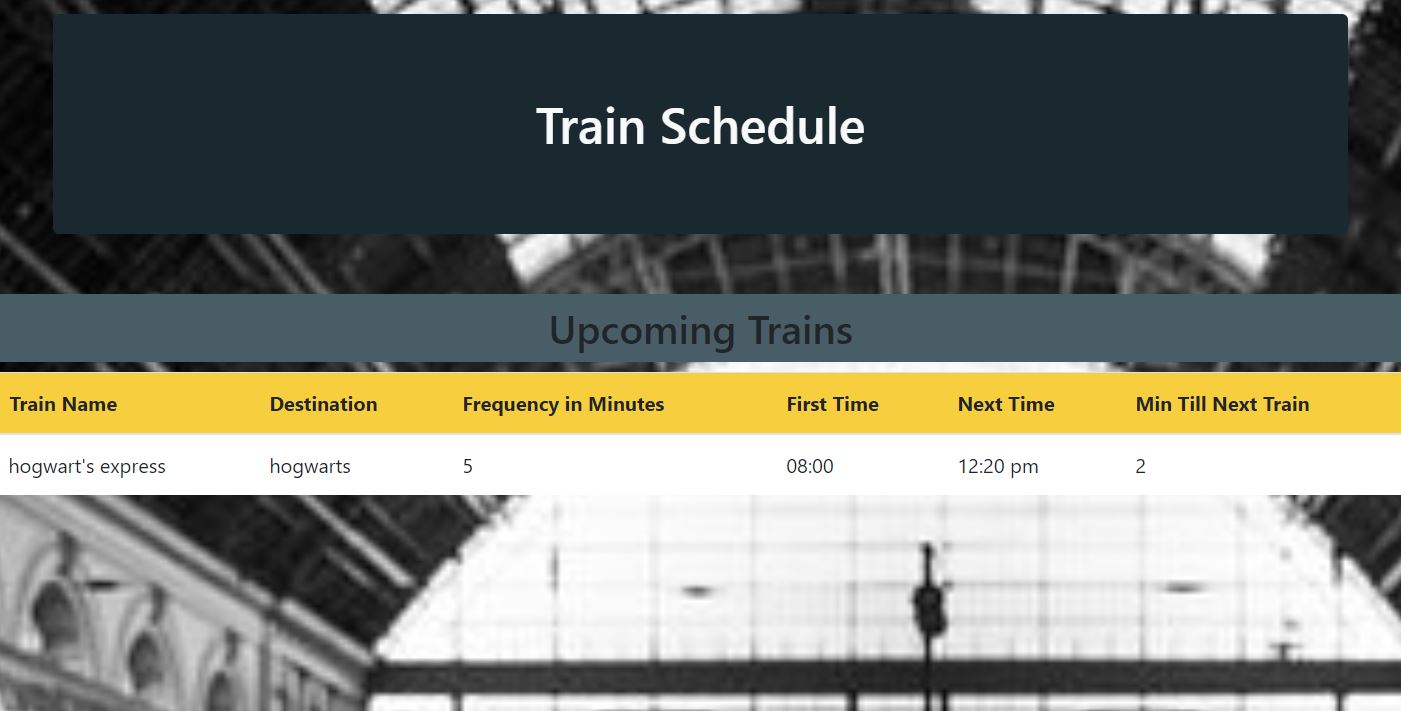 Train Schedule
Upcoming Trains
Train Name Destination Frequency in Minutes First Time Next Time Min Till Next Train
hogwart's express hogwarts 5 08:00 12:20 pm 2